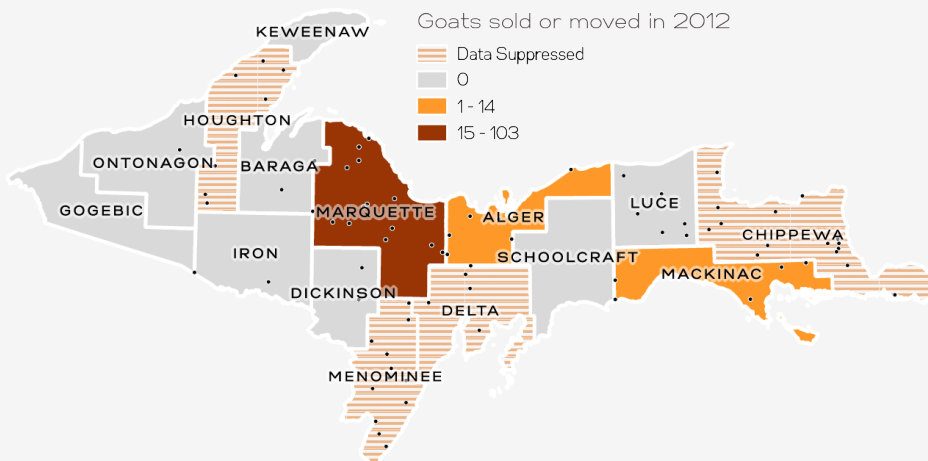 Goats sold or moved in 2012
Data Suppressed
0
1 - 14
15 - 103
KEWEENAW
HOUGHTON
ONTONAGON
BARAGA
GOGEBIC
MARQUETTE
ALGER
LUCE
CHIPPEWA
IRON
SCHOOLCRAFT
MACKINAC
DICKINSON
DELTA
MENOMINEE